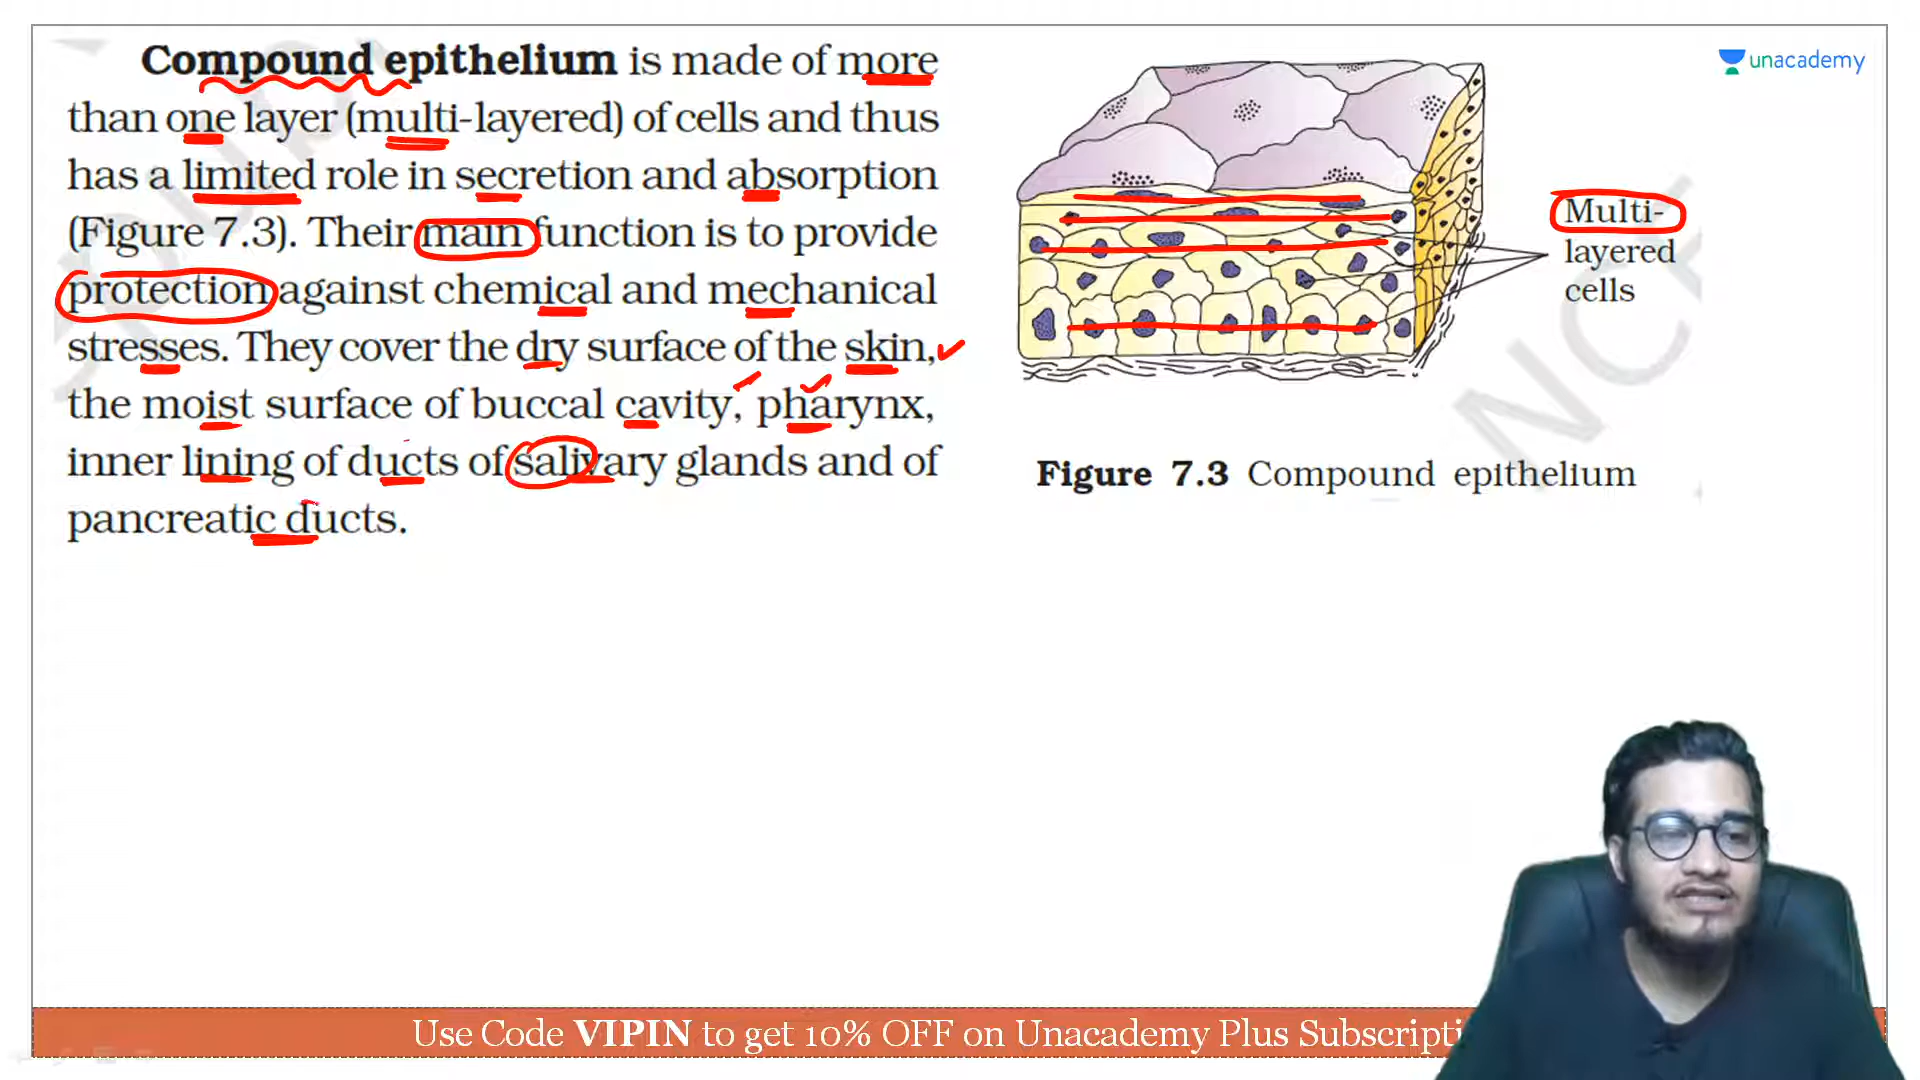 Compound epithelium is made of more
than one layer (multi-layered) of cells and thus
has a limited role in secretion and absorption
(Figure 7.3). Their main function is to provide
protection against chemical and mechanical
stresses. They cover the dry surface of the skin,
the moist surface of buccal cavity, pharynx,
inner lining of ducts of salivary glands and of
pancreatic ducts.
unacademy
Multi-
layered
cells
Figure 7.3 Compound epithelium
Use Code VIPIN to get 10% OFF on Unacademy Plus Subscripti